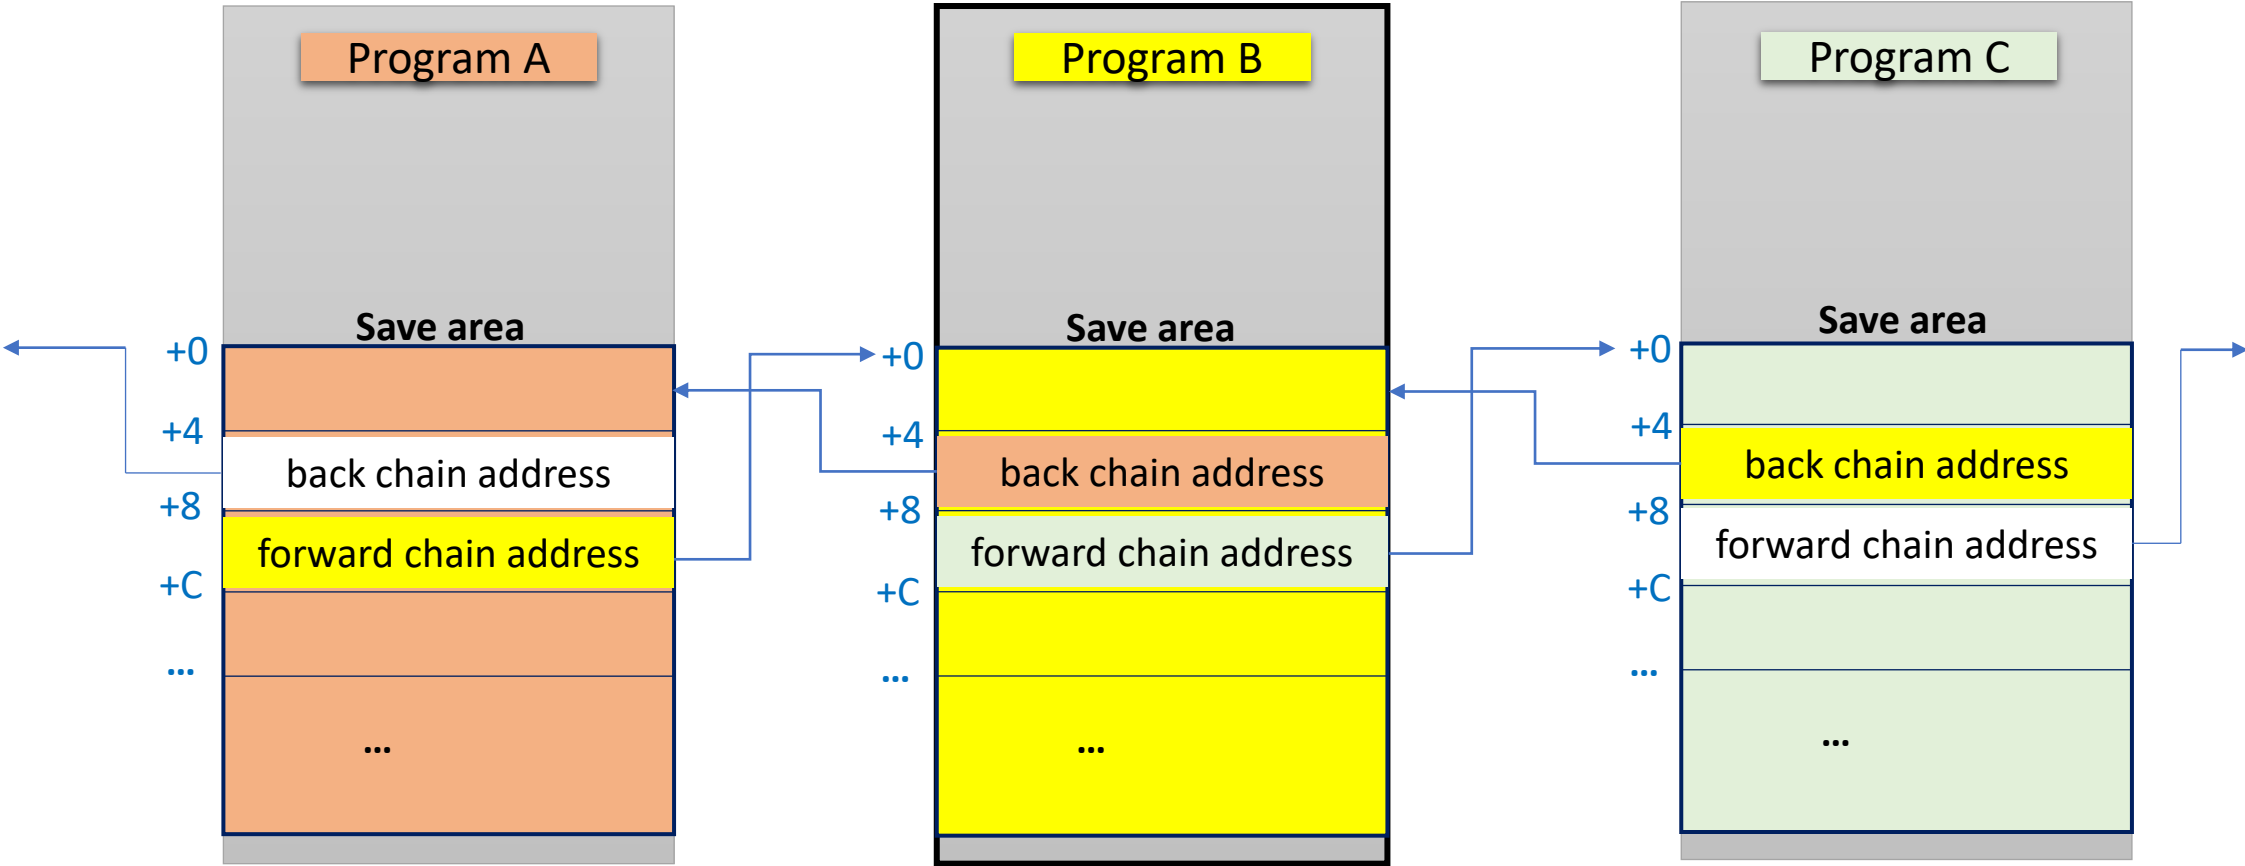 Program A
Save area
+0
+4
back chain address
+8
forward chain address
+C
...
...
Program B
Save area
+0
+4
back chain address
+8
forward chain address
+C
...
...
Program C
Save area
+0
+4
back chain address
+8
forward chain address
+C
...
...